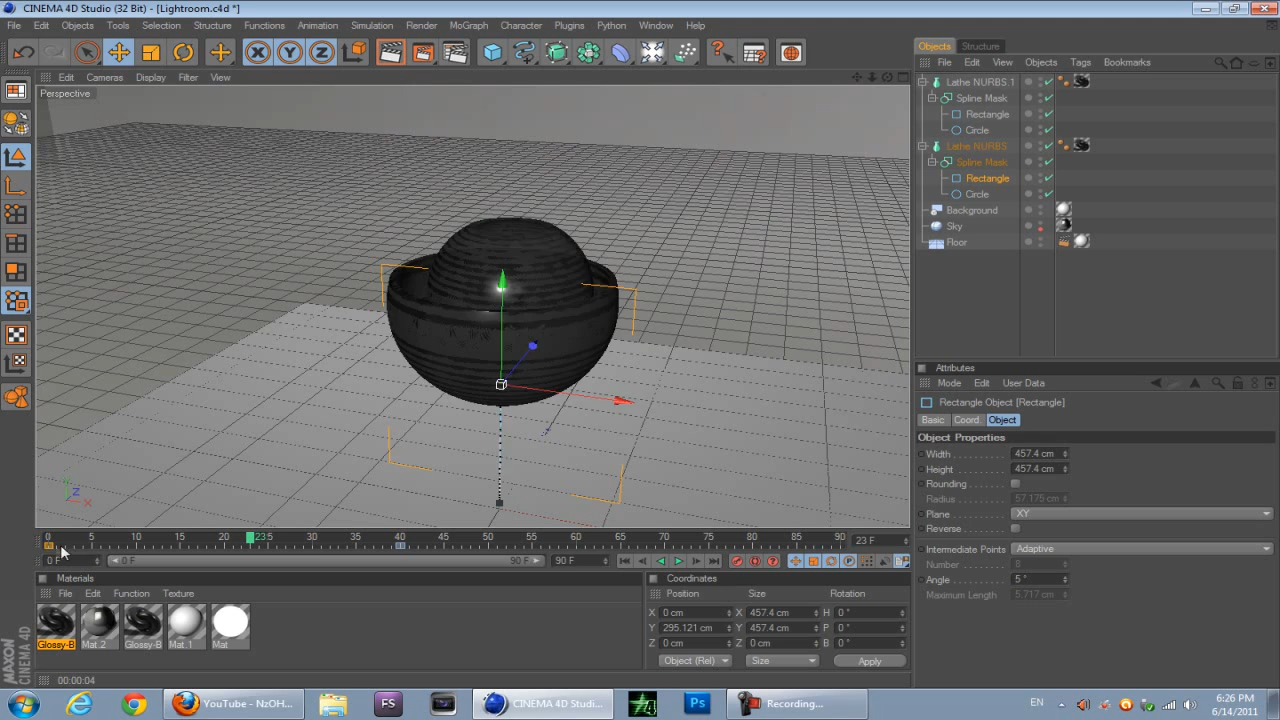 CINEMA 4D Studio (32 Bit) - [Lightroom.c4d *]
File Edit Objects Tools Selection Structure Functions Animation Simulation Render MoGraph Character Plugins Python Window Help
Edit Cameras Display Filter View
Perspective
Z
X
0 5 10 15 20 235 30 35 40 45 50 55 60 65 70 75 80 85 90 23 F
0 F 0 F 90 F 90 F
Materials
File Edit Function Texture
Glossy-B Mat.2 Glossy-B Mat.1 Mat
MAXON
CINEMA 4D
00:00:04
Coordinates
Position Size Rotation
X 0 cm X 457.4 cm H 0 °
Y 295.121 cm Y 457.4 cm P 0 °
Z 0 cm Z 0 cm B 0 °
Object (Rel) Size Apply
Objects Structure
File Edit View Objects Tags Bookmarks
Lathe NURBS.1
Spline Mask
Rectangle
Circle
Lathe NURBS
Spline Mask
Rectangle
Circle
Background
Sky
Floor
Attributes
Mode Edit User Data
Rectangle Object [Rectangle]
Basic Coord. Object
Object Properties
Width 457.4 cm
Height 457.4 cm
Rounding
Radius 57.175 cm
Plane XY
Reverse
Intermediate Points Adaptive
Number 8
Angle 5 °
Maximum Length 5.717 cm
YouTube - NzOH... FS CINEMA 4D Studi... Ps Recording... EN 6:26 PM
6/14/2011